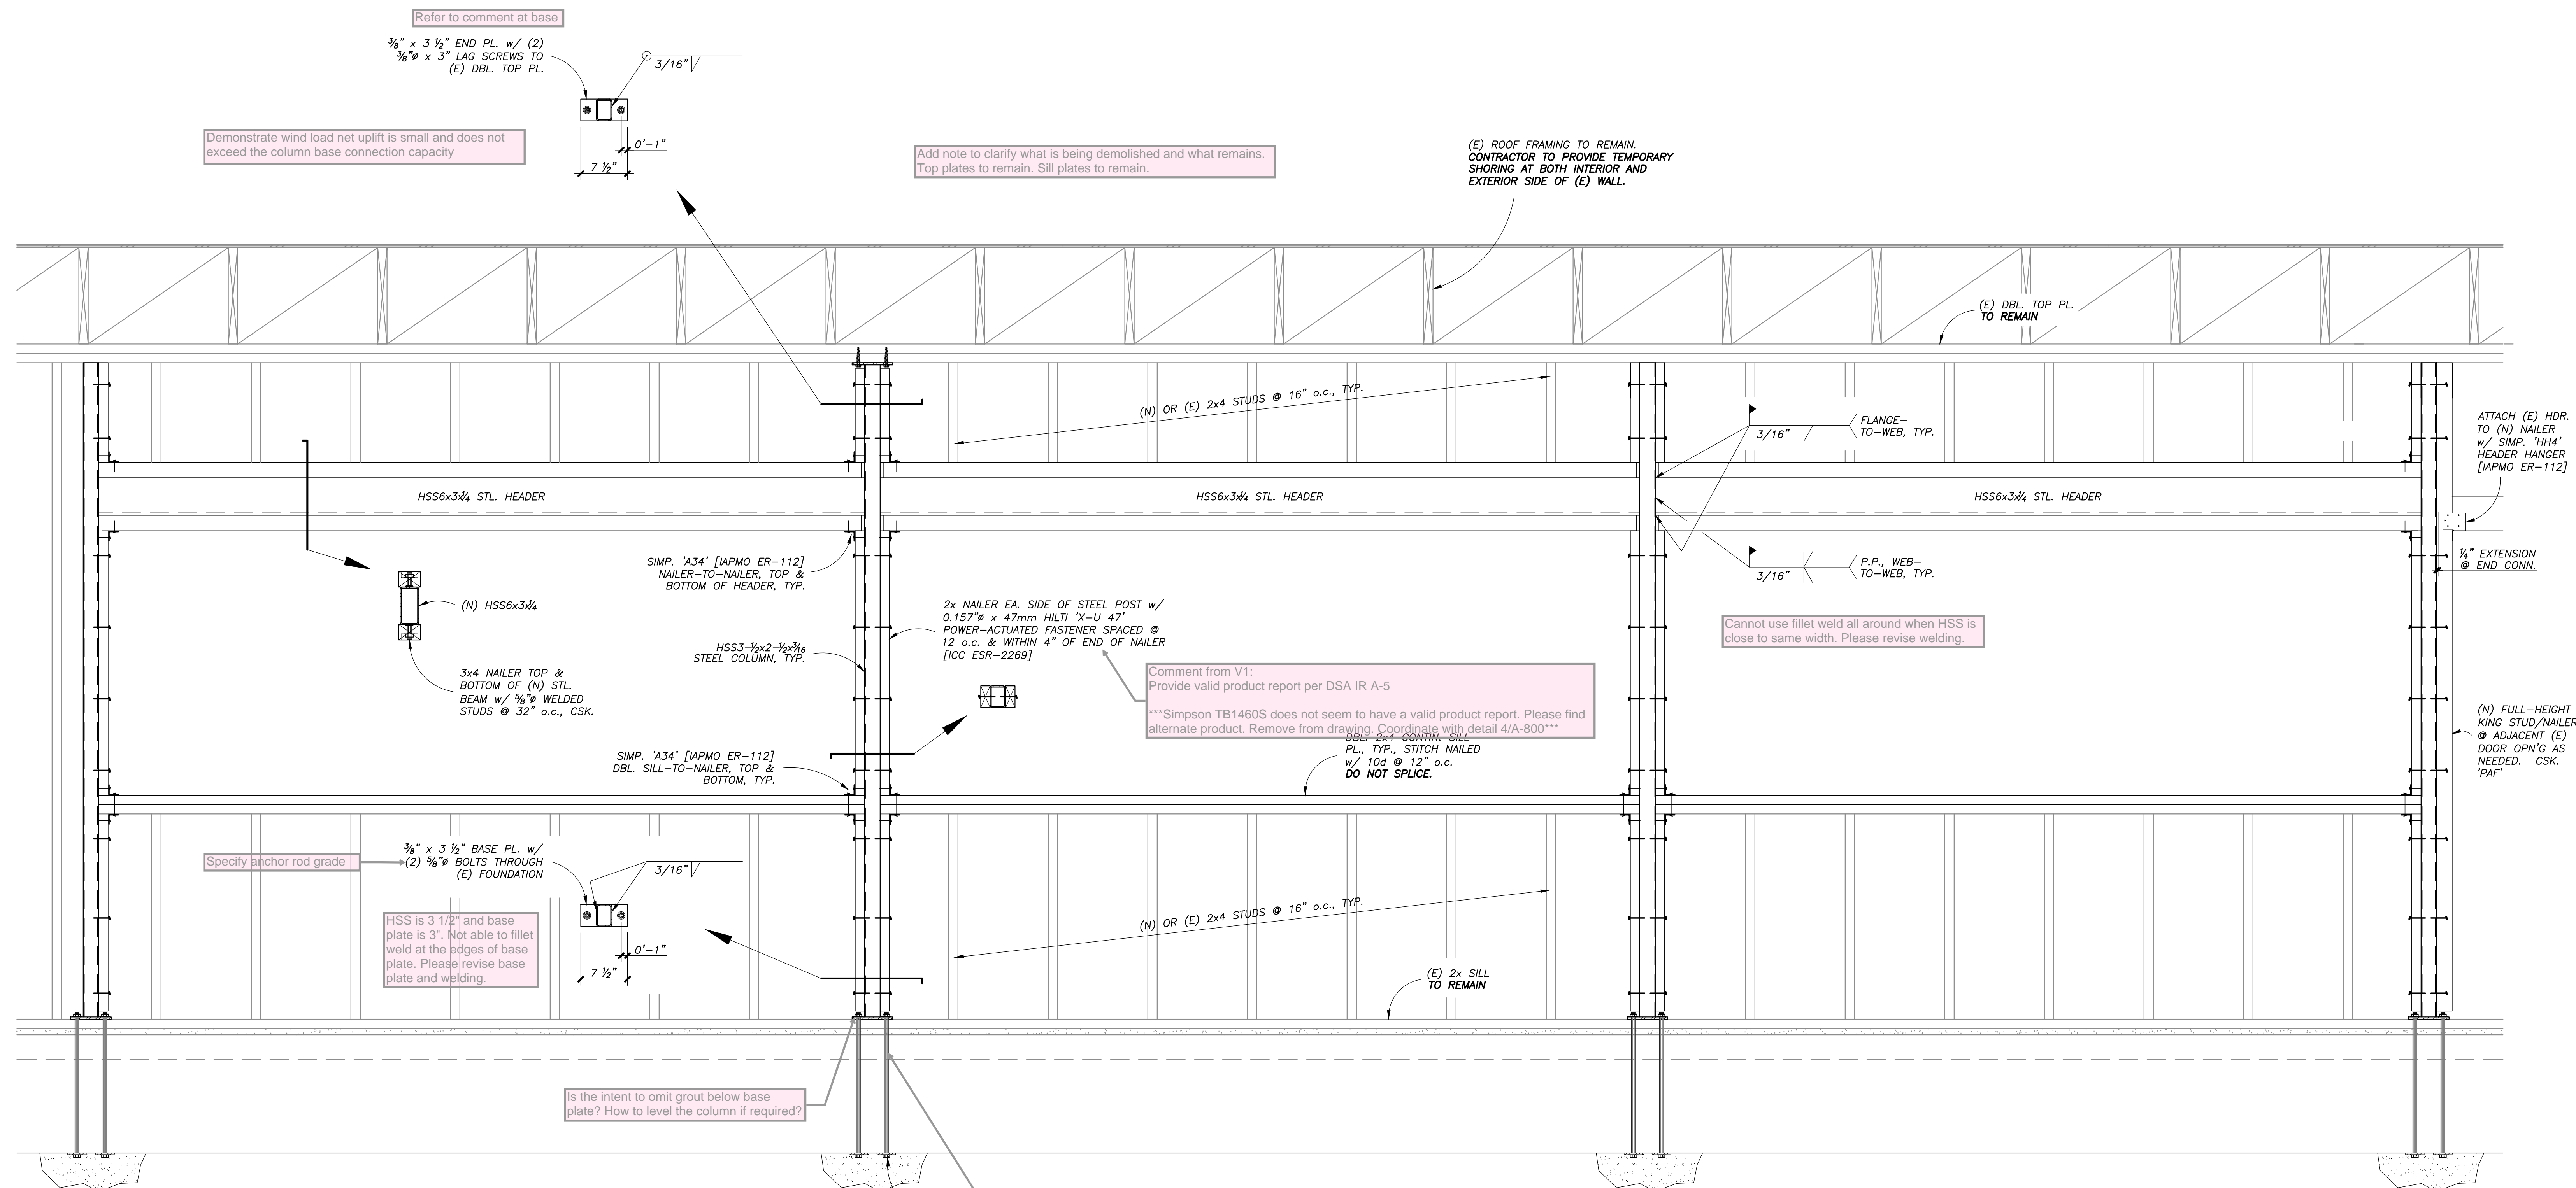 Refer to comment at base
⅜" x 3 ½" END PL. w/ (2)
⅜"ø x 3" LAG SCREWS TO
(E) DBL. TOP PL.
3/16"
0'-1"
7 ½"
Demonstrate wind load net uplift is small and does not
exceed the column base connection capacity
Add note to clarify what is being demolished and what remains.
Top plates to remain. Sill plates to remain.
(E) ROOF FRAMING TO REMAIN.
CONTRACTOR TO PROVIDE TEMPORARY
SHORING AT BOTH INTERIOR AND
EXTERIOR SIDE OF (E) WALL.
(E) DBL. TOP PL.
TO REMAIN
(N) OR (E) 2x4 STUDS @ 16" o.c., TYP.
3/16"
FLANGE-
TO-WEB, TYP.
ATTACH (E) HDR.
TO (N) NAILER
w/ SIMP. 'HH4'
HEADER HANGER
[IAPMO ER-112]
HSS6x3x¼ STL. HEADER
HSS6x3x¼ STL. HEADER
HSS6x3x¼ STL. HEADER
SIMP. 'A34' [IAPMO ER-112]
NAILER-TO-NAILER, TOP &
BOTTOM OF HEADER, TYP.
3/16"
P.P., WEB-
TO-WEB, TYP.
¼" EXTENSION
@ END CONN.
(N) HSS6x3x¼
2x NAILER EA. SIDE OF STEEL POST w/
0.157"ø x 47mm HILTI 'X-U 47'
POWER-ACTUATED FASTENER SPACED @
12 o.c. & WITHIN 4" OF END OF NAILER
[ICC ESR-2269]
Cannot use fillet weld all around when HSS is
close to same width. Please revise welding.
HSS3-½x2-½x3⁄16
STEEL COLUMN, TYP.
3x4 NAILER TOP &
BOTTOM OF (N) STL.
BEAM w/ ⅝"ø WELDED
STUDS @ 32" o.c., CSK.
Comment from V1:
Provide valid product report per DSA IR A-5
***Simpson TB1460S does not seem to have a valid product report. Please find
alternate product. Remove from drawing. Coordinate with detail 4/A-800***
(N) FULL-HEIGHT
KING STUD/NAILER
@ ADJACENT (E)
DOOR OPN'G AS
NEEDED. CSK.
'PAF'
SIMP. 'A34' [IAPMO ER-112]
DBL. SILL-TO-NAILER, TOP &
BOTTOM, TYP.
DBL. 2x4 CONTIN. SILL
PL., TYP., STITCH NAILED
w/ 10d @ 12" o.c.
DO NOT SPLICE.
Specify anchor rod grade
⅜" x 3 ½" BASE PL. w/
(2) ⅝"ø BOLTS THROUGH
(E) FOUNDATION
3/16"
HSS is 3 1/2" and base
plate is 3". Not able to fillet
weld at the edges of base
plate. Please revise base
plate and welding.
0'-1"
7 ½"
(N) OR (E) 2x4 STUDS @ 16" o.c., TYP.
(E) 2x SILL
TO REMAIN
Is the intent to omit grout below base
plate? How to level the column if required?